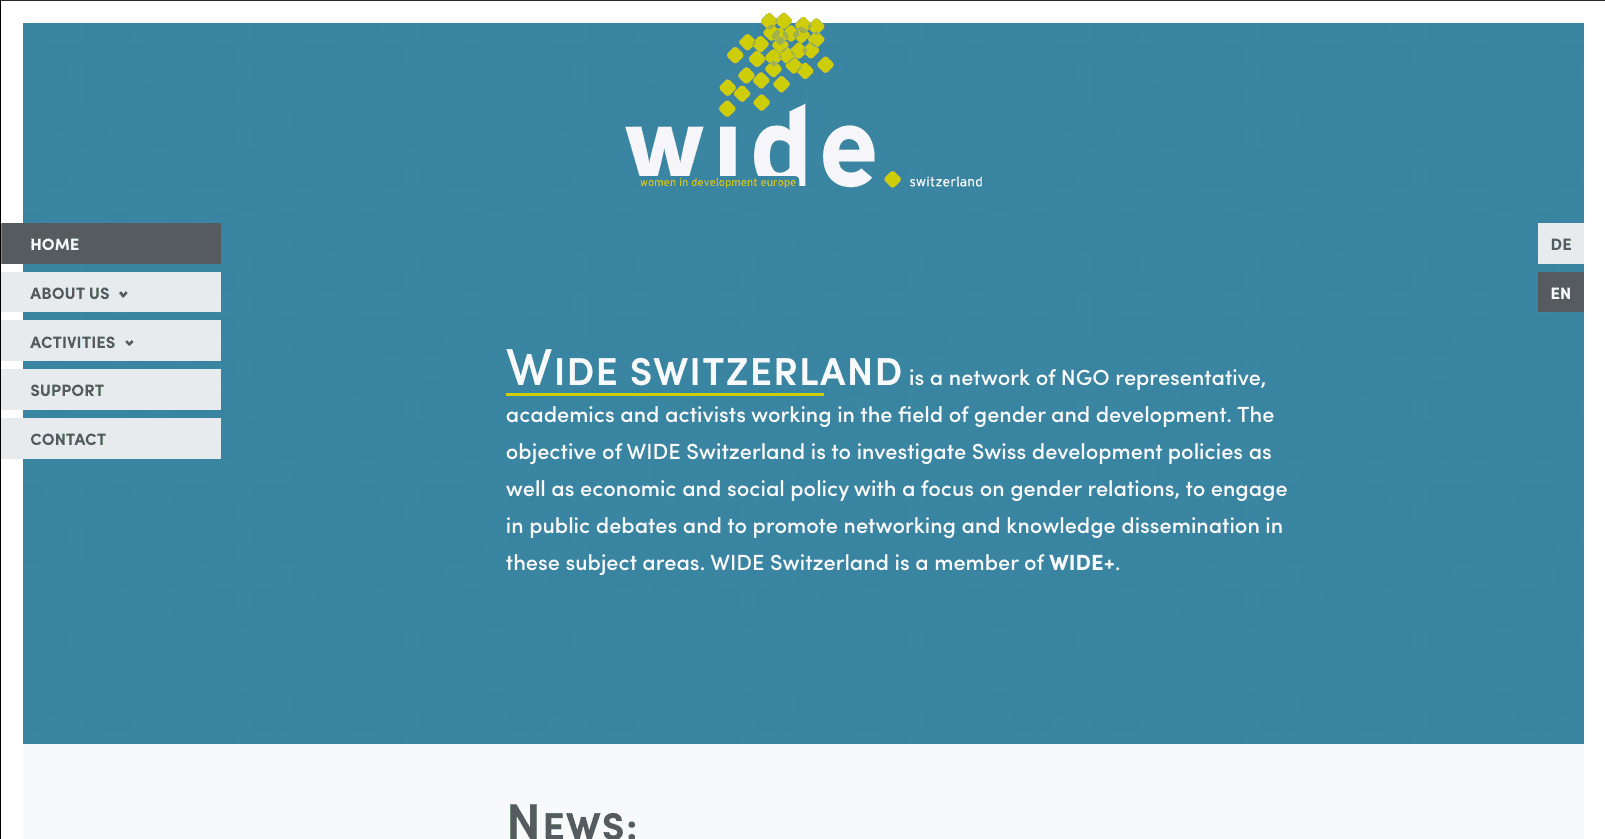 wide
women in development europe
switzerland
HOME
ABOUT US
ACTIVITIES
SUPPORT
CONTACT
DE
EN
WIDE SWITZERLAND is a network of NGO representative,
academics and activists working in the field of gender and development. The
objective of WIDE Switzerland is to investigate Swiss development policies as
well as economic and social policy with a focus on gender relations, to engage
in public debates and to promote networking and knowledge dissemination in
these subject areas. WIDE Switzerland is a member of WIDE+.
NEWS: